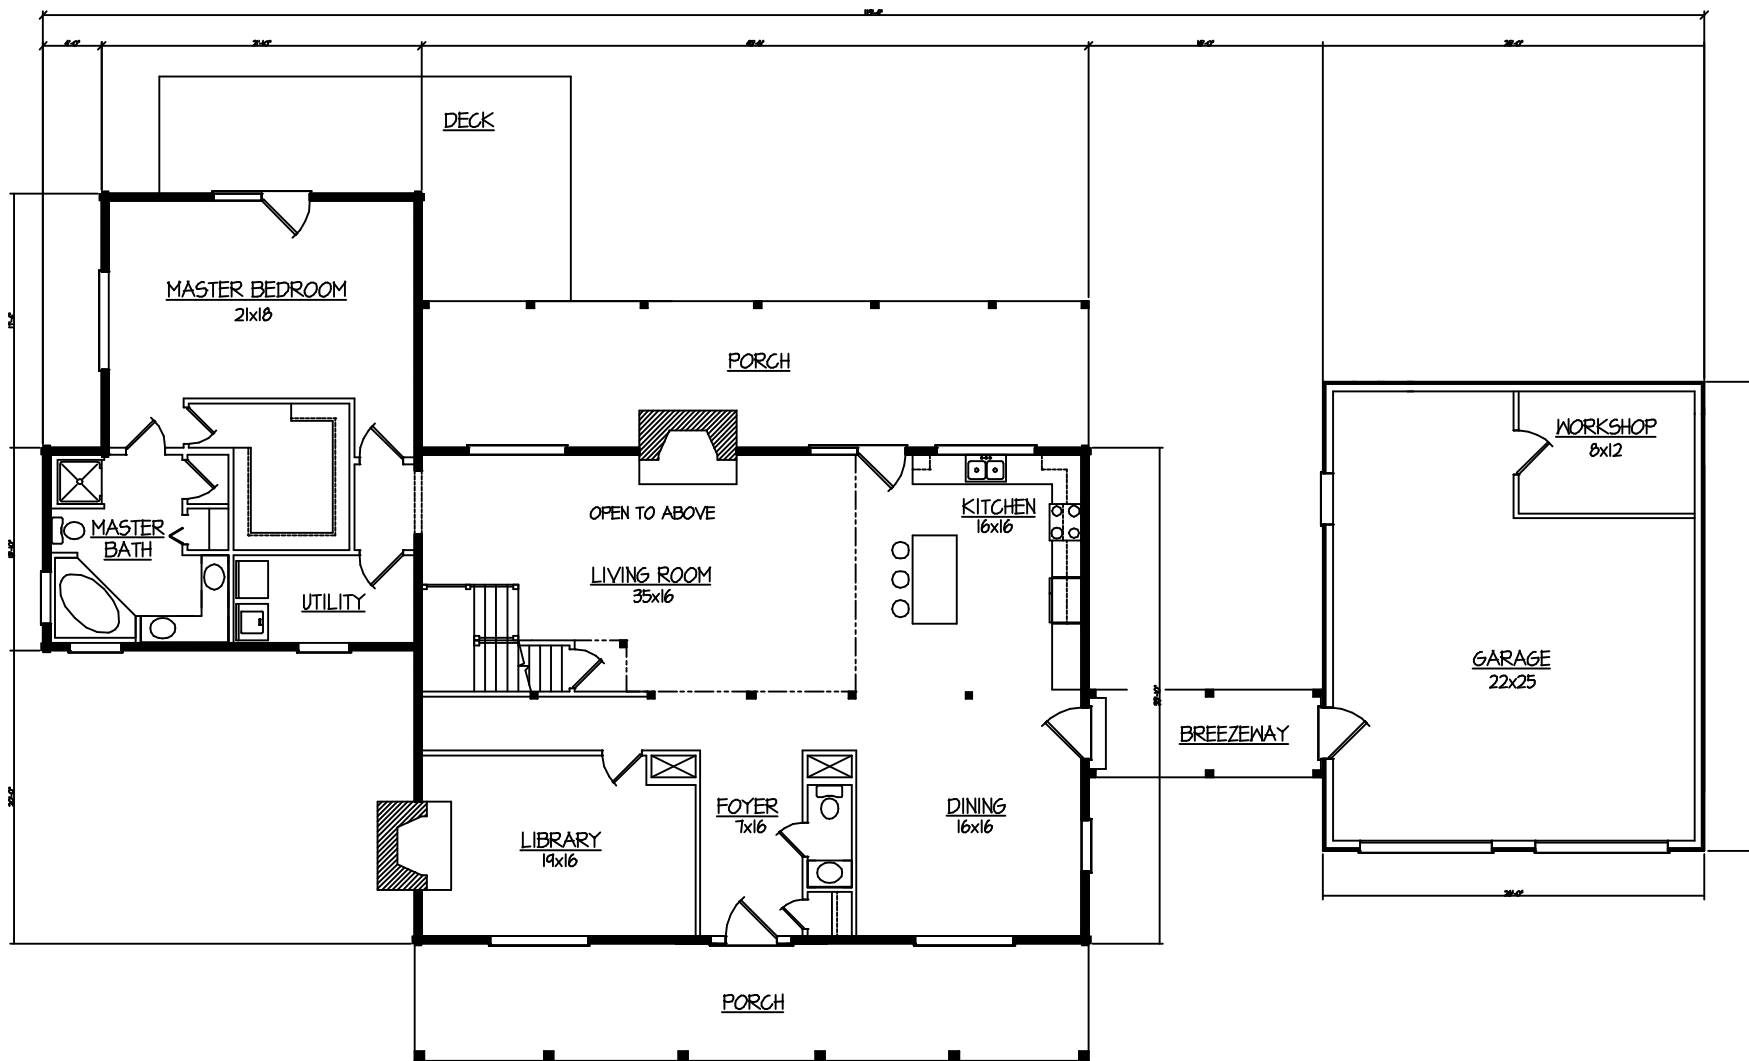 DECK
MASTER BEDROOM
21x18
PORCH
WORKSHOP
8x12
OPEN TO ABOVE
KITCHEN
16x16
MASTER
BATH
LIVING ROOM
35x16
UTILITY
GARAGE
22x25
BREEZEWAY
FOYER
7x16
DINING
16x16
LIBRARY
19x16
PORCH